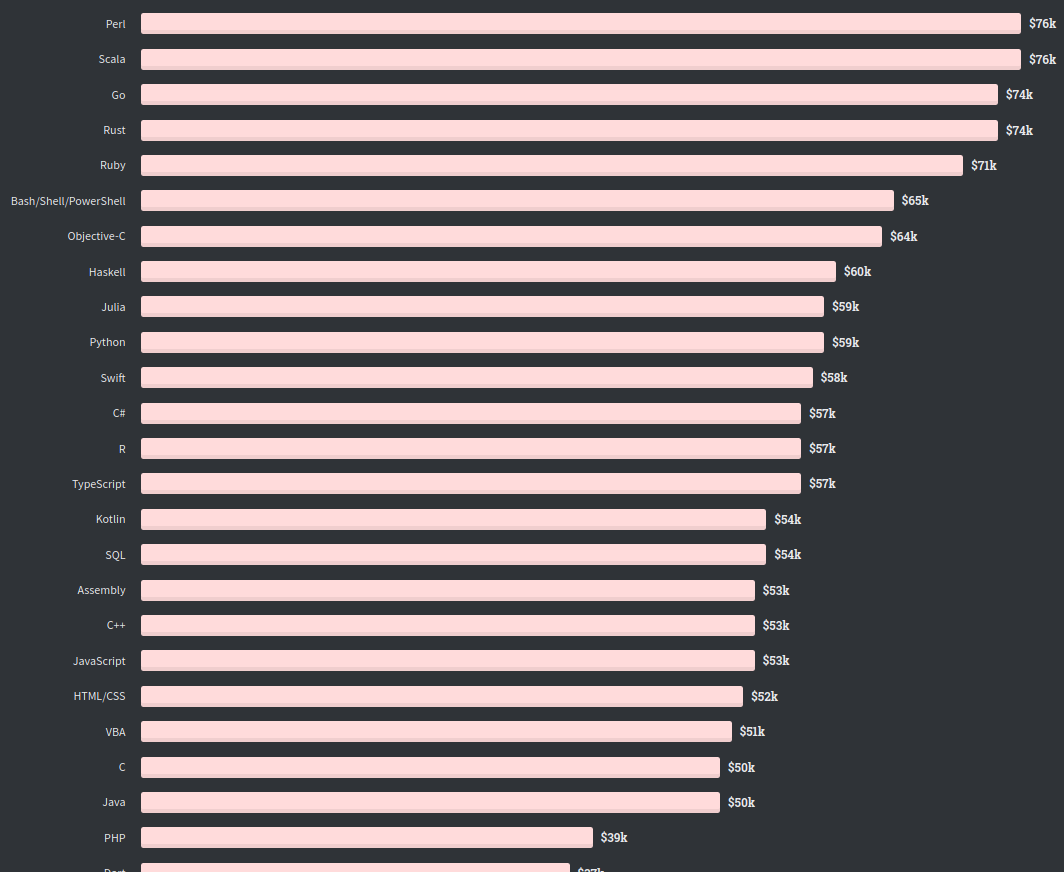 Perl $76k
Scala $76k
Go $74k
Rust $74k
Ruby $71k
Bash/Shell/PowerShell $65k
Objective-C $64k
Haskell $60k
Julia $59k
Python $59k
Swift $58k
C# $57k
R $57k
TypeScript $57k
Kotlin $54k
SQL $54k
Assembly $53k
C++ $53k
JavaScript $53k
HTML/CSS $52k
VBA $51k
C $50k
Java $50k
PHP $39k